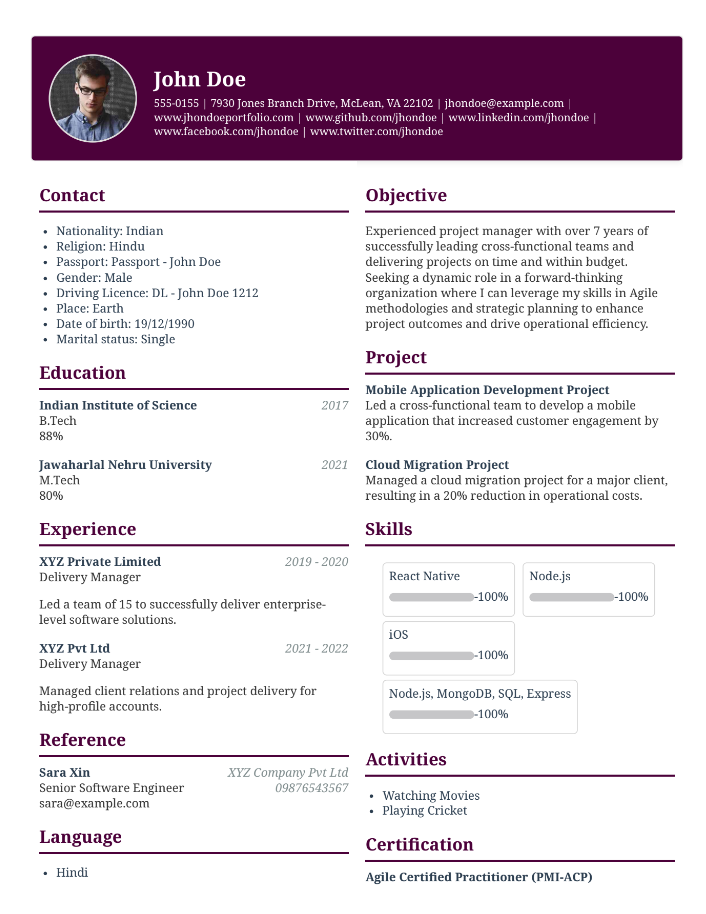 John Doe
555-0155 | 7930 Jones Branch Drive, McLean, VA 22102 | jhondoe@example.com |
www.jhondoeportfolio.com | www.github.com/jhondoe | www.linkedin.com/jhondoe |
www.facebook.com/jhondoe | www.twitter.com/jhondoe
Contact
• Nationality: Indian
• Religion: Hindu
• Passport: Passport - John Doe
• Gender: Male
• Driving Licence: DL - John Doe 1212
• Place: Earth
• Date of birth: 19/12/1990
• Marital status: Single
Education
Indian Institute of Science 2017
B.Tech
88%
Jawaharlal Nehru University 2021
M.Tech
80%
Experience
XYZ Private Limited 2019 - 2020
Delivery Manager
Led a team of 15 to successfully deliver enterprise-
level software solutions.
XYZ Pvt Ltd 2021 - 2022
Delivery Manager
Managed client relations and project delivery for
high-profile accounts.
Reference
Sara Xin XYZ Company Pvt Ltd
Senior Software Engineer 09876543567
sara@example.com
Language
• Hindi
Objective
Experienced project manager with over 7 years of
successfully leading cross-functional teams and
delivering projects on time and within budget.
Seeking a dynamic role in a forward-thinking
organization where I can leverage my skills in Agile
methodologies and strategic planning to enhance
project outcomes and drive operational efficiency.
Project
Mobile Application Development Project
Led a cross-functional team to develop a mobile
application that increased customer engagement by
30%.
Cloud Migration Project
Managed a cloud migration project for a major client,
resulting in a 20% reduction in operational costs.
Skills
React Native
-100%
Node.js
-100%
iOS
-100%
Node.js, MongoDB, SQL, Express
-100%
Activities
• Watching Movies
• Playing Cricket
Certification
Agile Certified Practitioner (PMI-ACP)